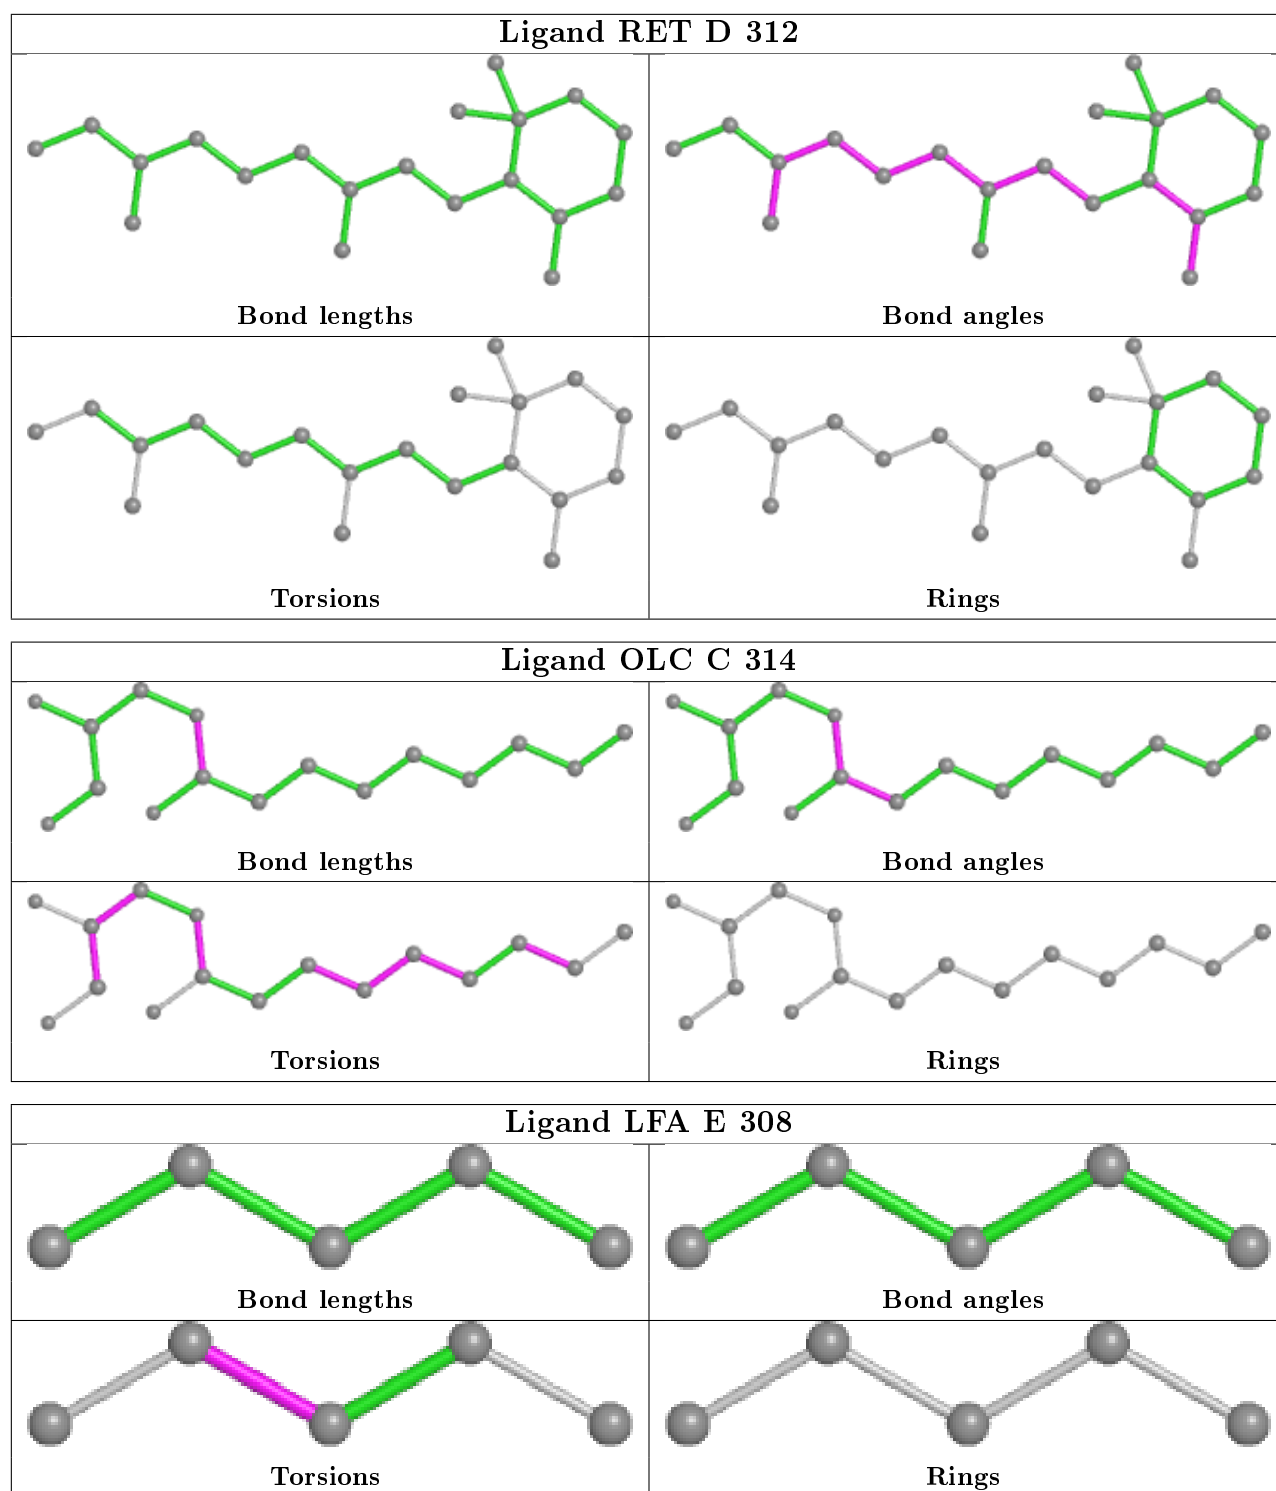 Ligand RET D 312
Bond lengths
Bond angles
Torsions
Rings
Ligand OLC C 314
Bond lengths
Bond angles
Torsions
Rings
Ligand LFA E 308
Bond lengths
Bond angles
Torsions
Rings